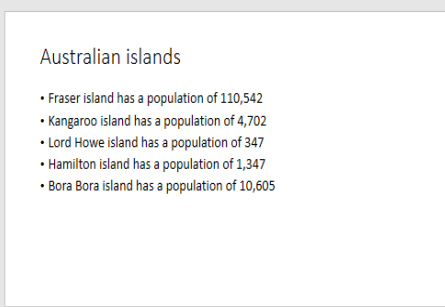 Australian islands
• Fraser island has a population of 110,542
• Kangaroo island has a population of 4,702
• Lord Howe island has a population of 347
• Hamilton island has a population of 1,347
• Bora Bora island has a population of 10,605